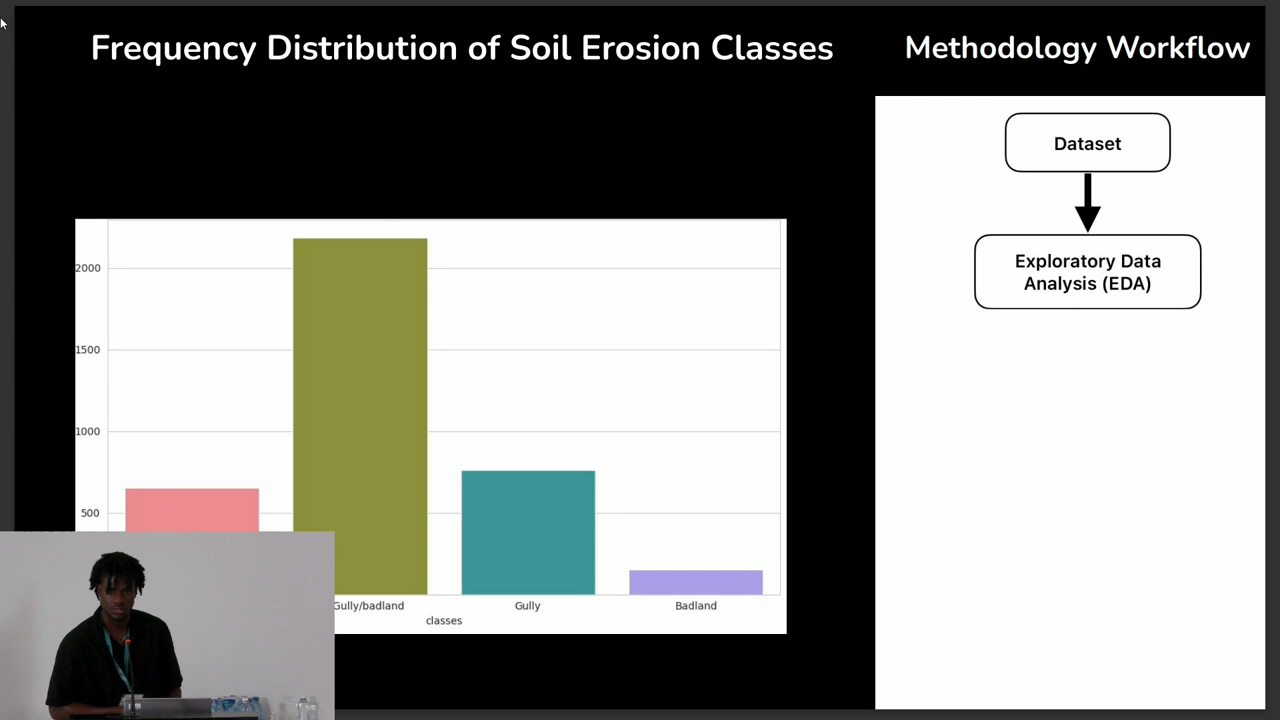 Frequency Distribution of Soil Erosion Classes
Methodology Workflow
Dataset
Exploratory Data
Analysis (EDA)
2000
1500
1000
500
Gully/badland
Gully
Badland
classes